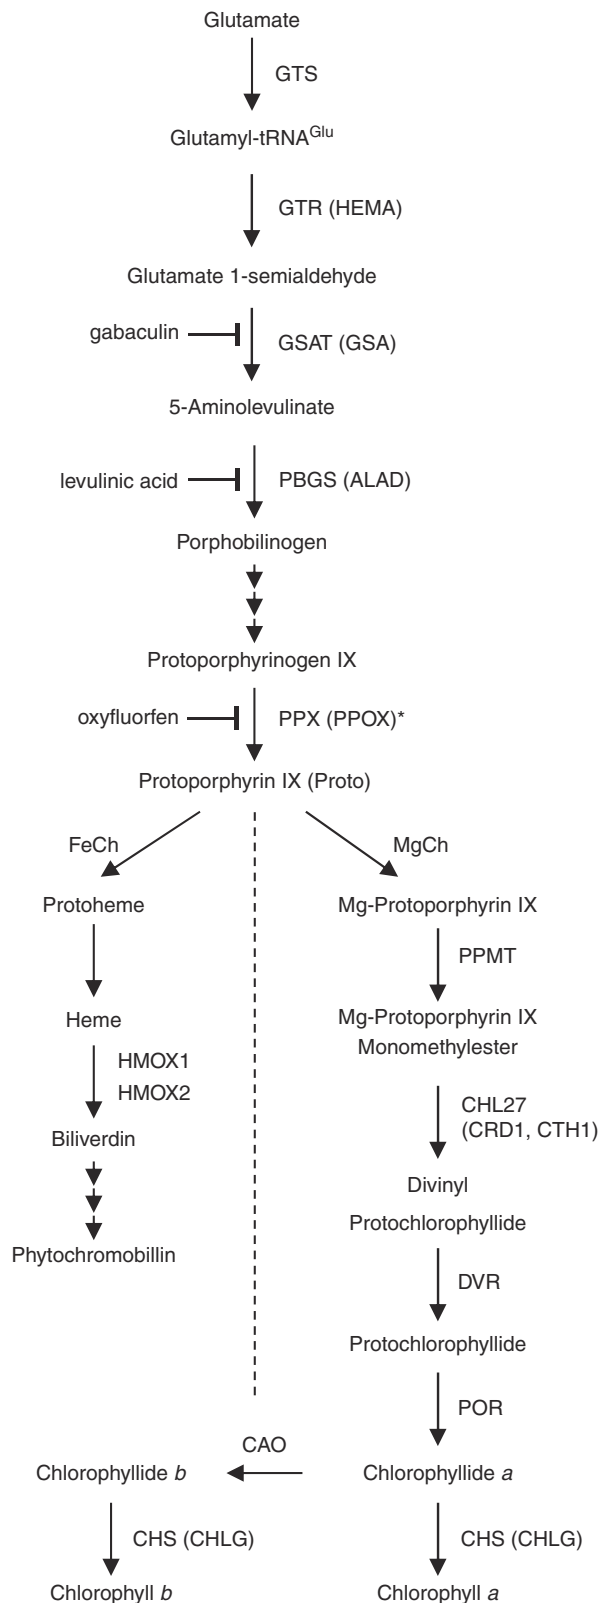 Glutamate
GTS
Glutamyl-tRNAGlu
GTR (HEMA)
Glutamate 1-semialdehyde
gabaculin
GSAT (GSA)
5-Aminolevulinate
levulinic acid
PBGS (ALAD)
Porphobilinogen
Protoporphyrinogen IX
oxyfluorfen
PPX (PPOX)*
Protoporphyrin IX (Proto)
FeCh
MgCh
Protoheme
Mg-Protoporphyrin IX
PPMT
Heme
Mg-Protoporphyrin IX
Monomethylester
HMOX1
HMOX2
CHL27
(CRD1, CTH1)
Biliverdin
Divinyl
Protochlorophyllide
Phytochromobillin
DVR
Protochlorophyllide
POR
CAO
Chlorophyllide b
Chlorophyllide a
CHS (CHLG)
CHS (CHLG)
Chlorophyll b
Chlorophyll a